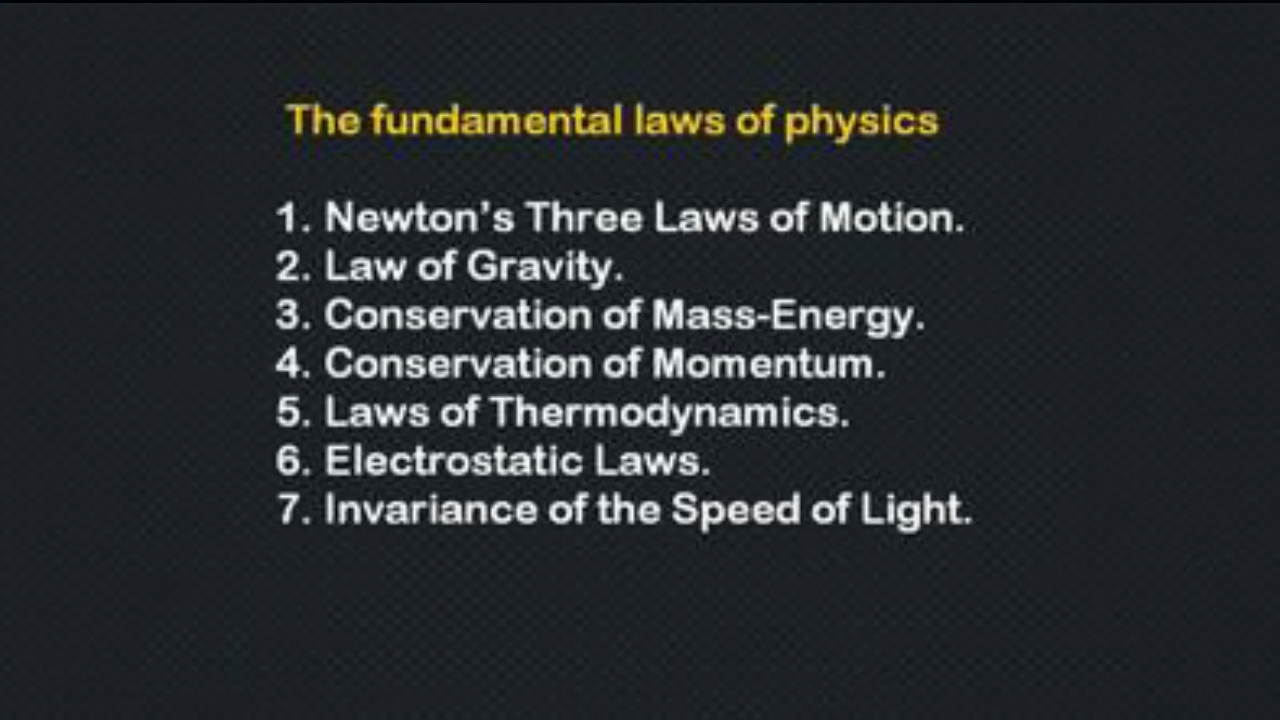 The fundamental laws of physics
1. Newton’s Three Laws of Motion.
2. Law of Gravity.
3. Conservation of Mass-Energy.
4. Conservation of Momentum.
5. Laws of Thermodynamics.
6. Electrostatic Laws.
7. Invariance of the Speed of Light.